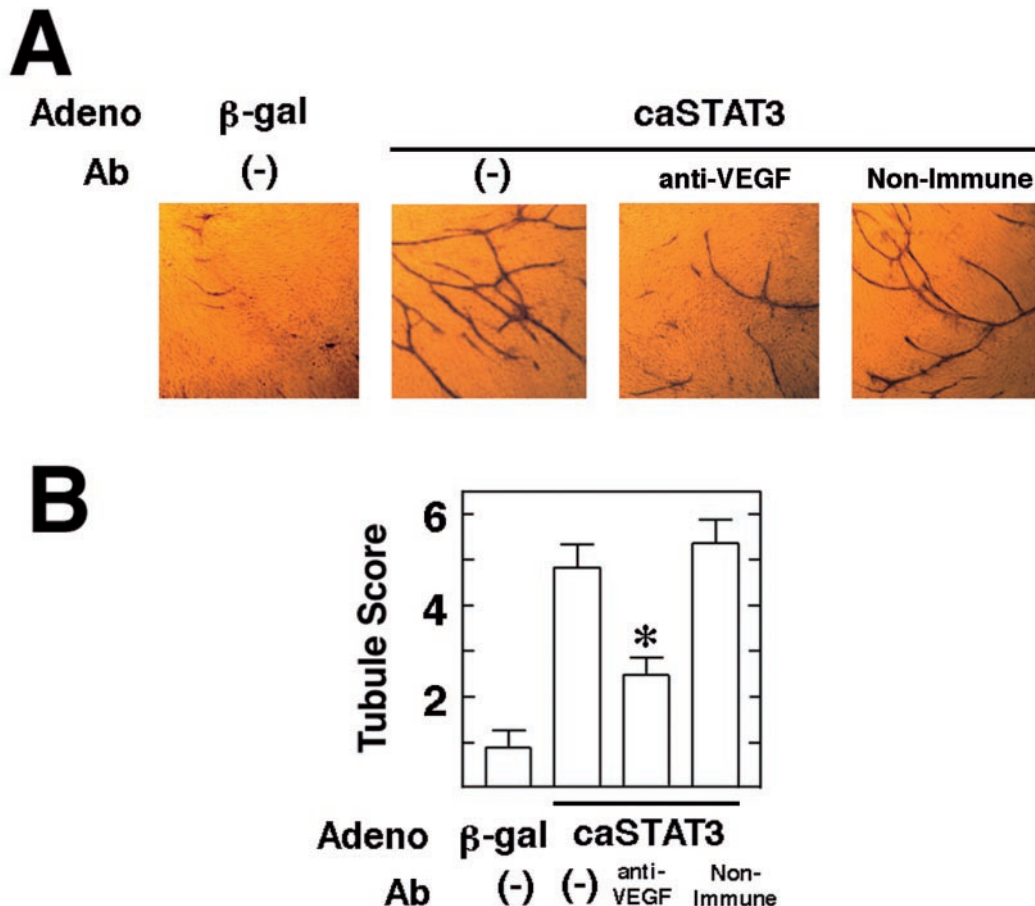 A
Adeno β-gal caSTAT3
Ab (-) (-) anti-VEGF Non-Immune
B
Tubule Score
6
4
2
*
Adeno β-gal caSTAT3
Ab (-) (-) anti-VEGF Non-Immune